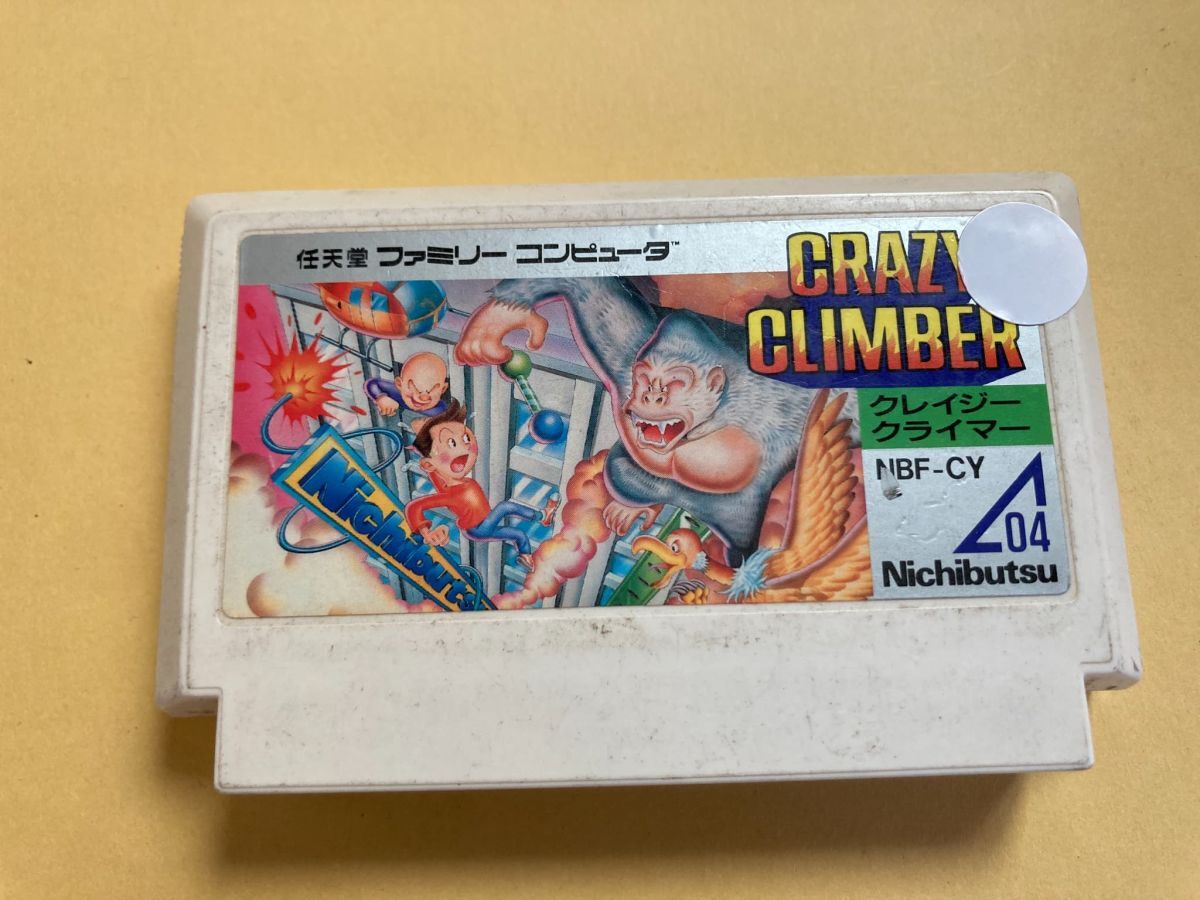 任天堂 ファミリー コンピュータ™
CRAZY
CLIMBER
クレイジー
クライマー
NBF-CY
04
Nichibutsu
Nichibutsu